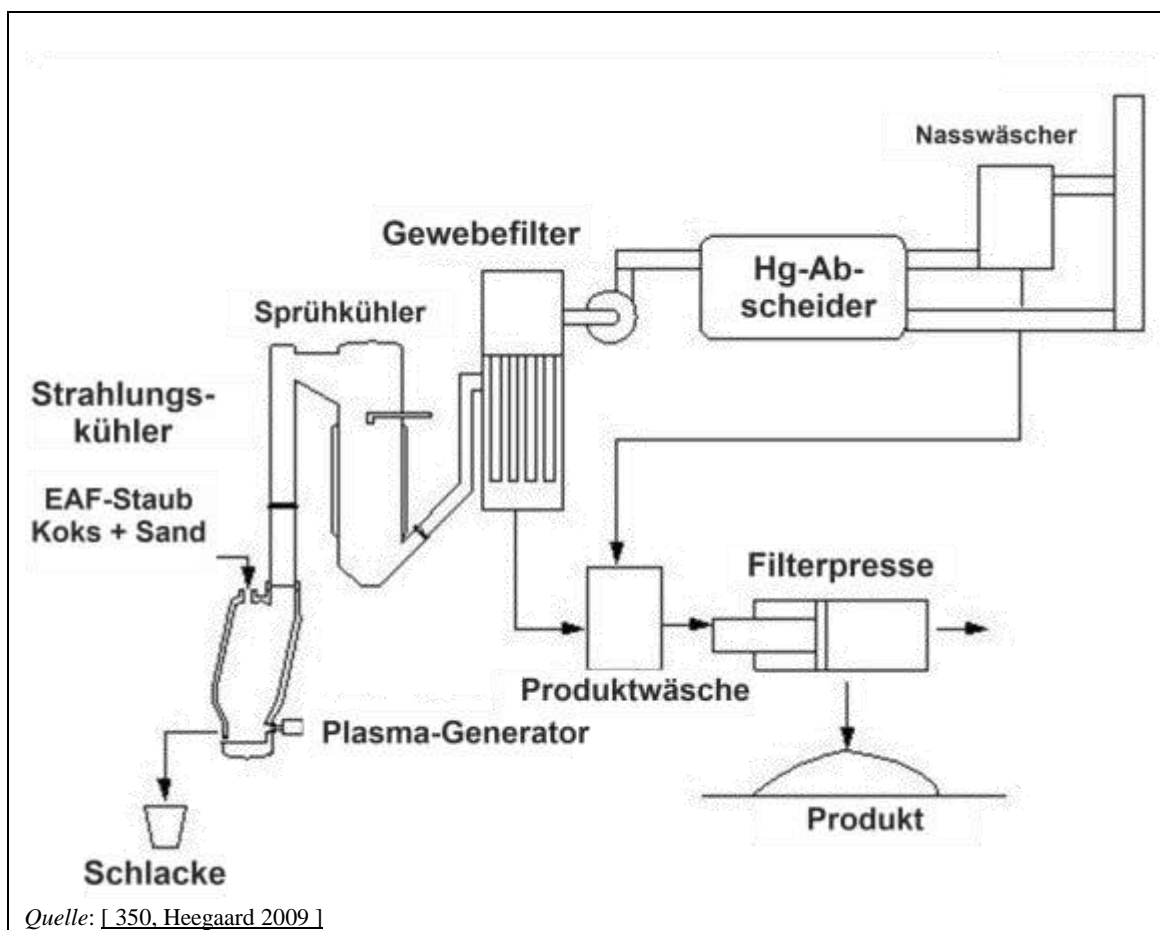 Nasswäscher
Gewebefilter
Hg-Ab-
scheider
Sprühkühler
Strahlungs-
kühler
EAF-Staub
Koks + Sand
Filterpresse
Produktwäsche
Plasma-Generator
Produkt
Schlacke
Quelle: [ 350, Heegaard 2009 ]